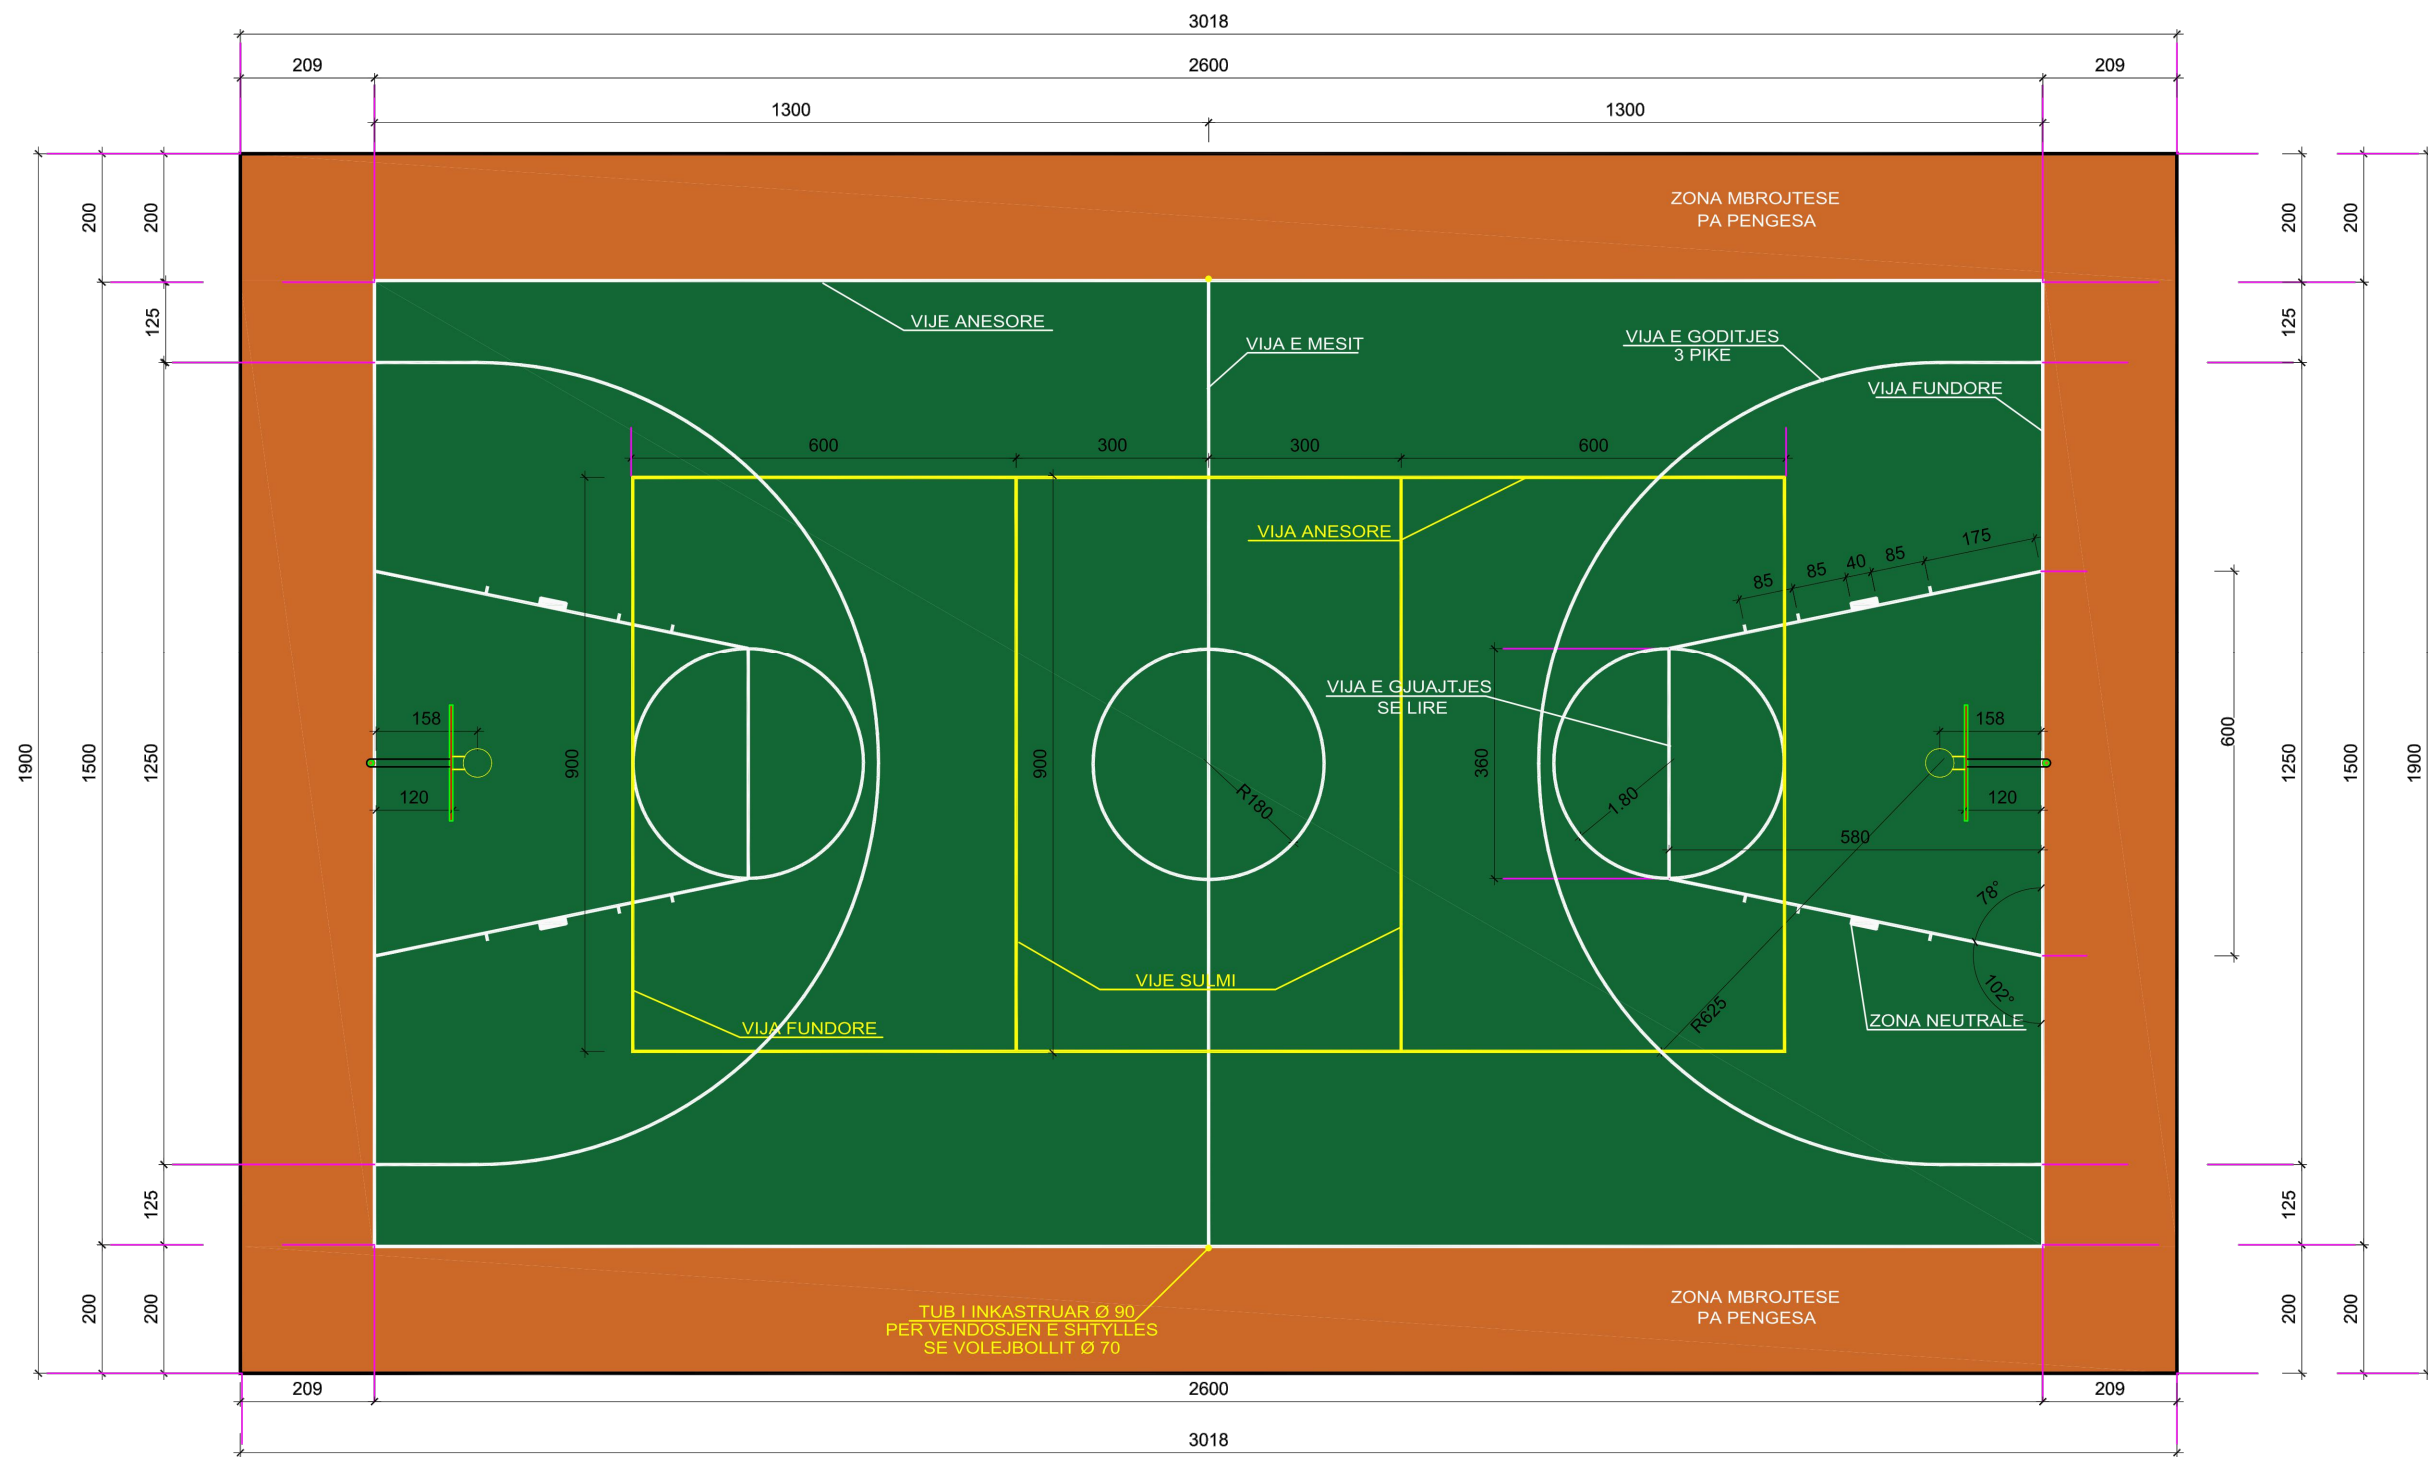 3018
209
2600
209
1300
1300
ZONA MBROJTESE
PA PENGESA
200
200
200
200
125
125
VIJE ANESORE
VIJA E MESIT
VIJA E GODITJES
3 PIKE
VIJA FUNDORE
600
300
300
600
VIJA ANESORE
85
85
40
85
175
VIJA E GJUAJTJES
SE LIRE
158
158
120
120
1900
1500
1250
900
900
360
R180
1.80
580
600
1250
1500
1900
78°
102°
R625
VIJE SULMI
VIJA FUNDORE
ZONA NEUTRALE
125
125
200
200
200
200
TUB I INKASTRUAR Ø 90
PER VENDOSJEN E SHTYLLES
SE VOLEJBOLLIT Ø 70
ZONA MBROJTESE
PA PENGESA
209
2600
209
3018